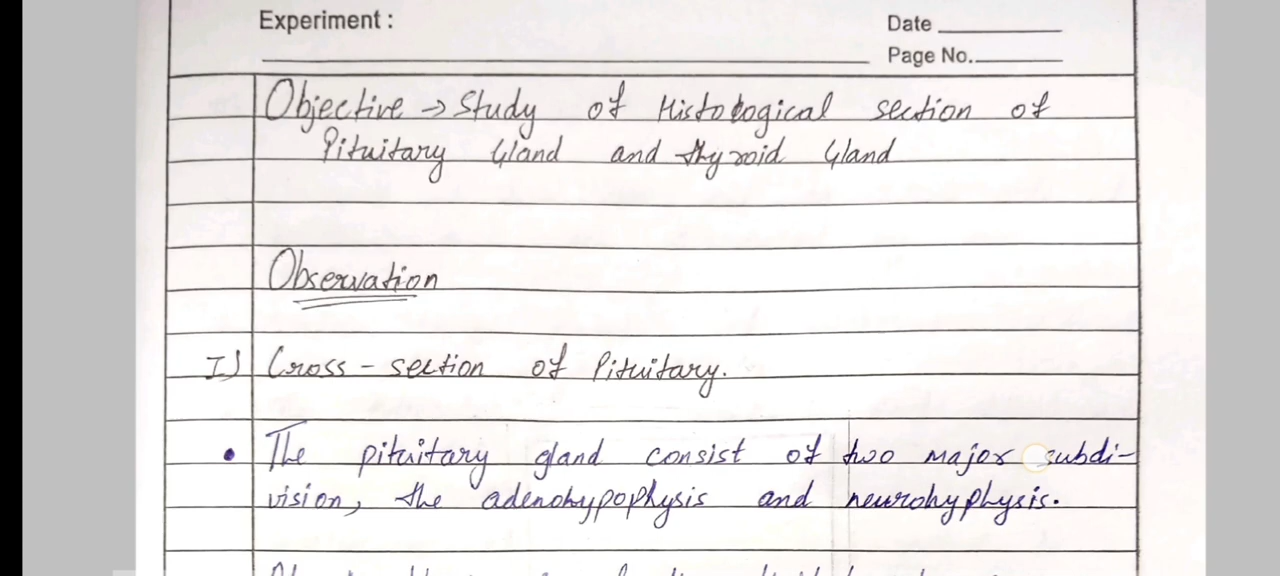 Experiment :
Date
Page No.
Objective → Study of Histological section of
Pituitary Gland and thyroid Gland
Observation
I) Cross - section of Pituitary.
• The pituitary gland consist of two major subdi-
vision, the adenohypophysis and neurohyphysis.